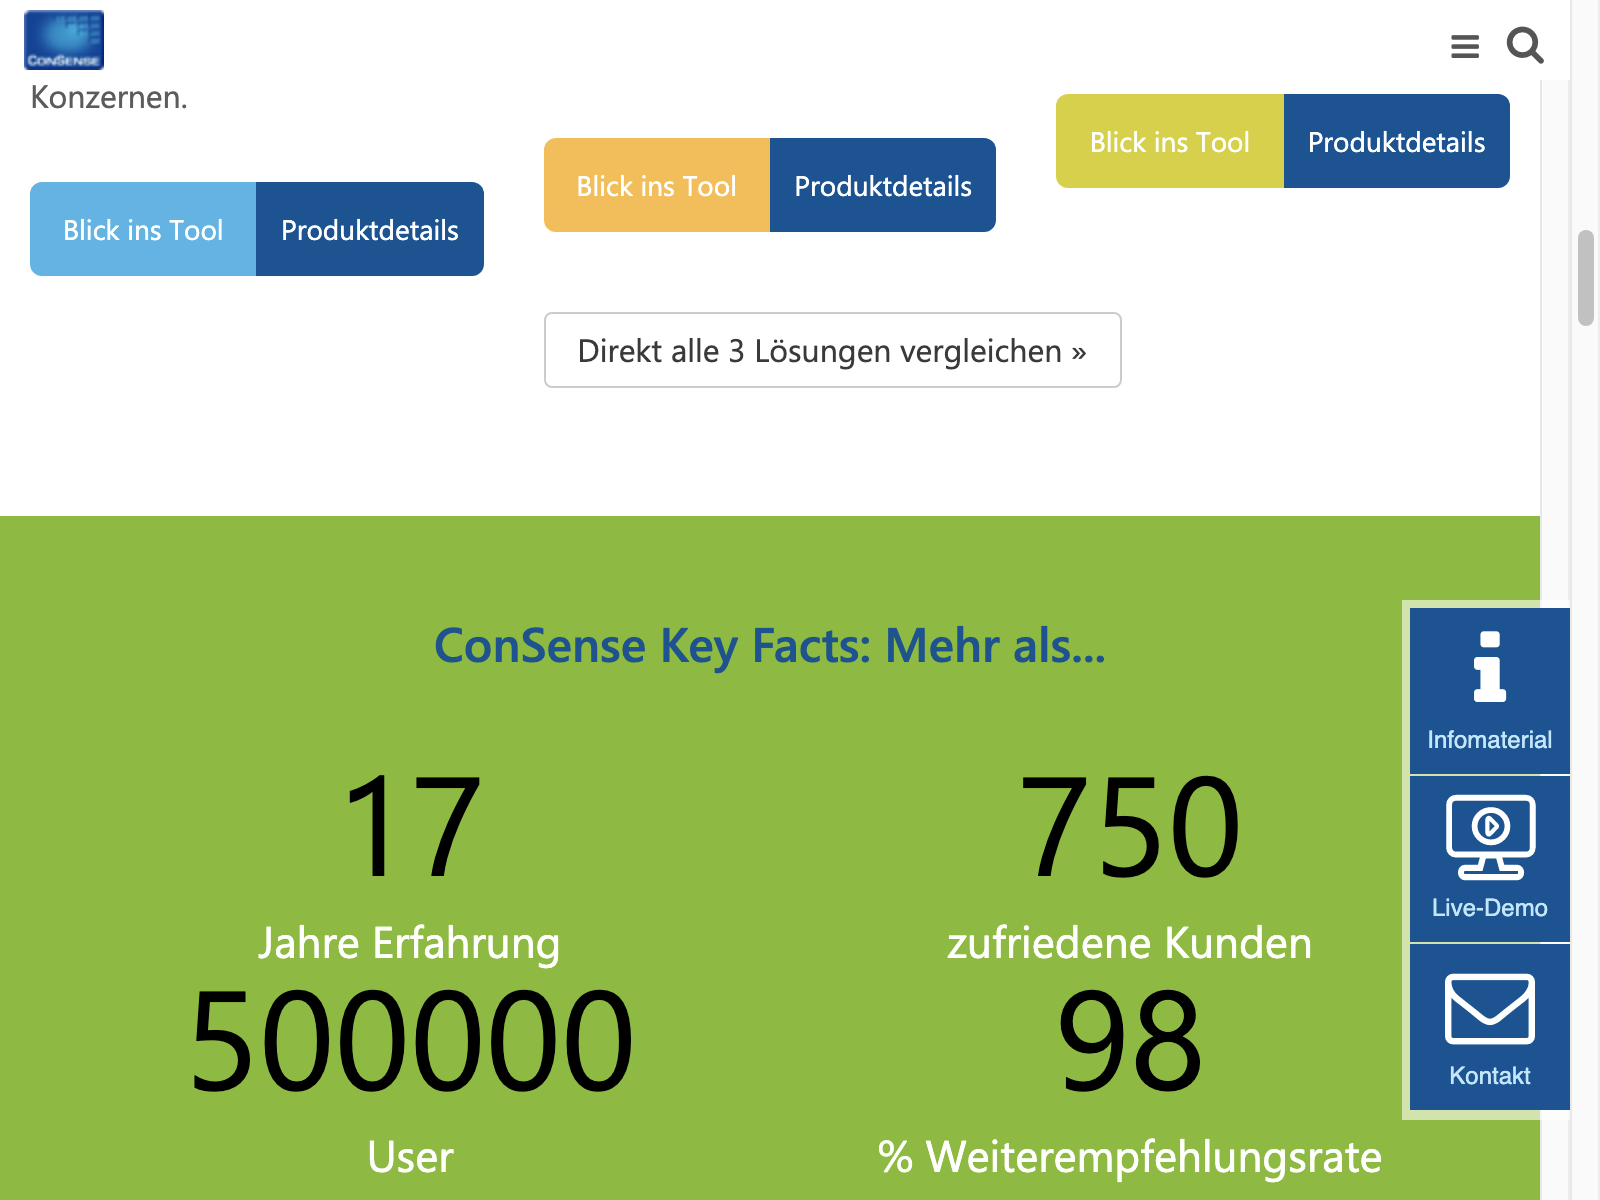 ConSense
Konzernen.
Blick ins Tool
Produktdetails
Blick ins Tool
Produktdetails
Blick ins Tool
Produktdetails
Direkt alle 3 Lösungen vergleichen »
ConSense Key Facts: Mehr als...
17
Jahre Erfahrung
750
zufriedene Kunden
500000
User
98
% Weiterempfehlungsrate
Infomaterial
Live-Demo
Kontakt